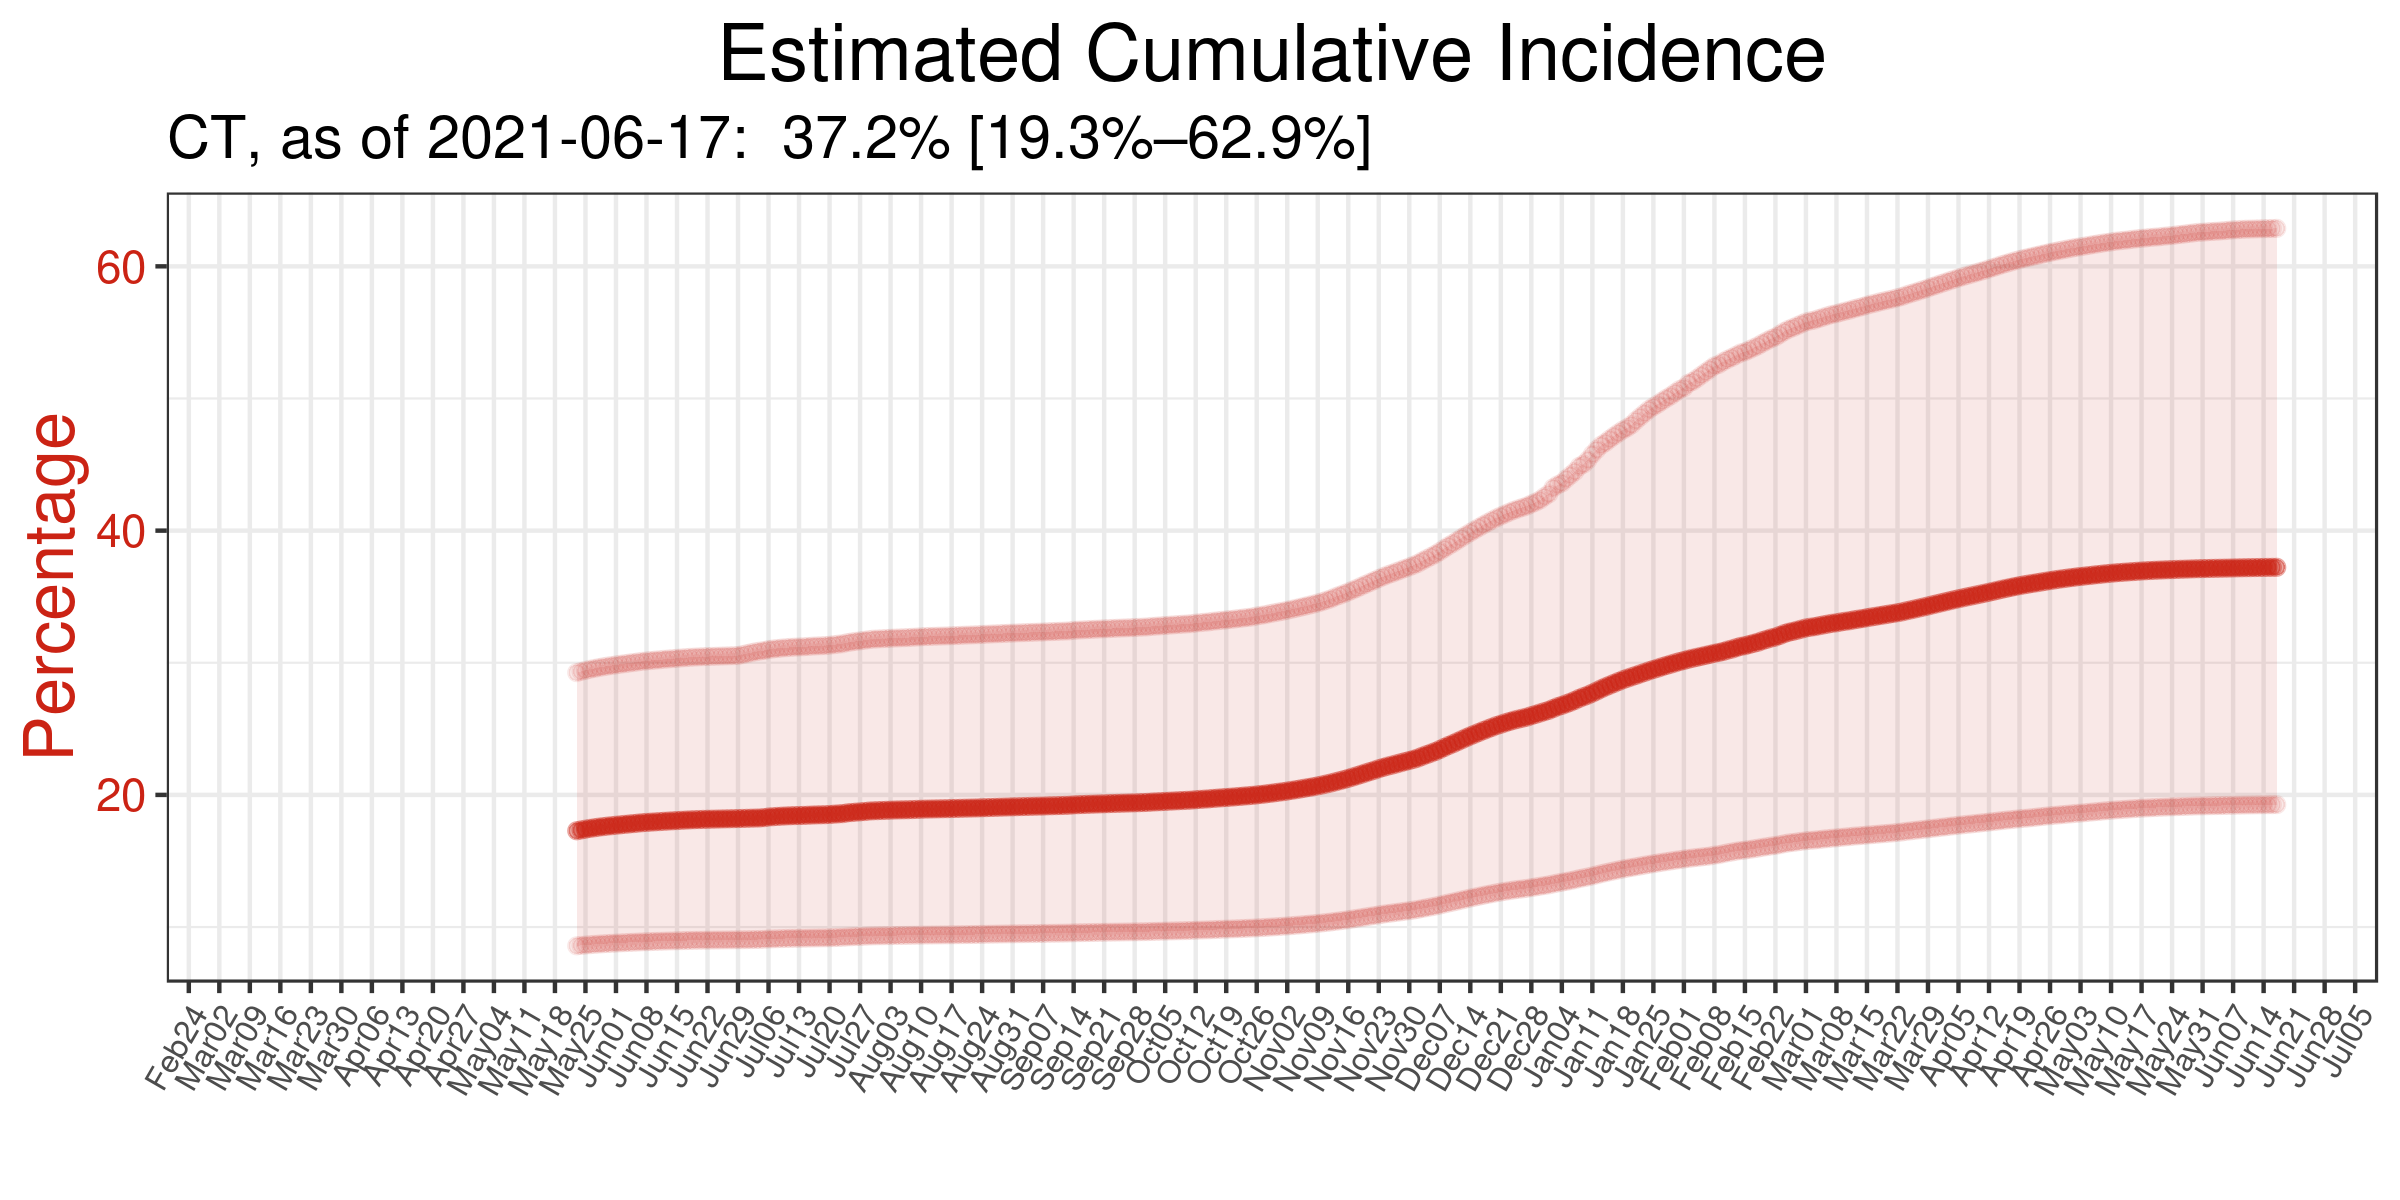 Estimated Cumulative Incidence
CT, as of 2021-06-17:  37.2% [19.3%–62.9%]
Percentage
60
40
20
Feb24
Mar02
Mar09
Mar16
Mar23
Mar30
Apr06
Apr13
Apr20
Apr27
May04
May11
May18
May25
Jun01
Jun08
Jun15
Jun22
Jun29
Jul06
Jul13
Jul20
Jul27
Aug03
Aug10
Aug17
Aug24
Aug31
Sep07
Sep14
Sep21
Sep28
Oct05
Oct12
Oct19
Oct26
Nov02
Nov09
Nov16
Nov23
Nov30
Dec07
Dec14
Dec21
Dec28
Jan04
Jan11
Jan18
Jan25
Feb01
Feb08
Feb15
Feb22
Mar01
Mar08
Mar15
Mar22
Mar29
Apr05
Apr12
Apr19
Apr26
May03
May10
May17
May24
May31
Jun07
Jun14
Jun21
Jun28
Jul05